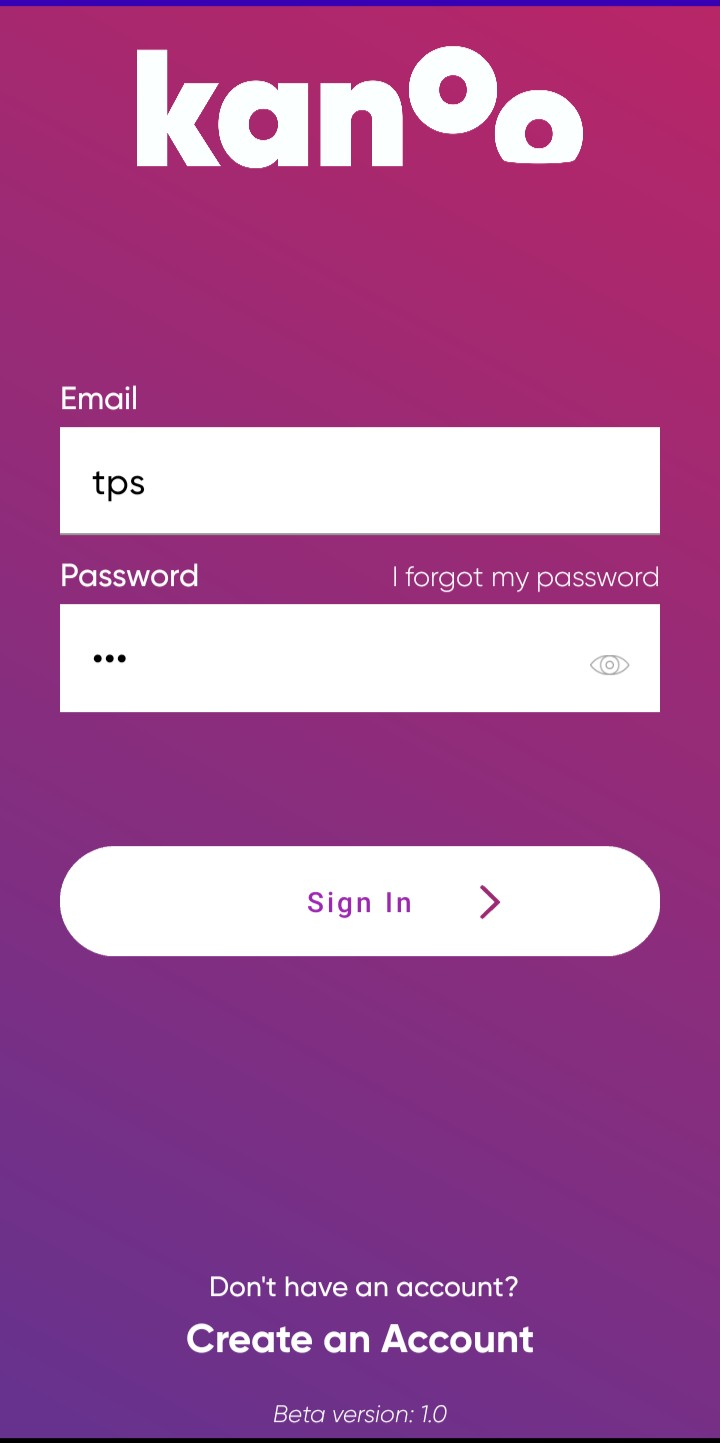 kanoo
Email
tps
Password I forgot my password
•••
Sign In
Don't have an account?
Create an Account
Beta version: 1.0